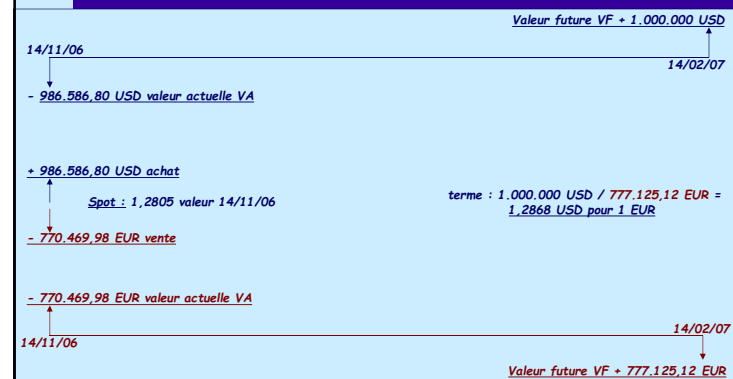 Valeur future VF + 1.000.000 USD
14/11/06
14/02/07
- 986.586,80 USD valeur actuelle VA
+ 986.586,80 USD achat
Spot : 1,2805 valeur 14/11/06
terme : 1.000.000 USD / 777.125,12 EUR =
1,2868 USD pour 1 EUR
- 770.469,98 EUR vente
- 770.469,98 EUR valeur actuelle VA
14/02/07
14/11/06
Valeur future VF + 777.125,12 EUR